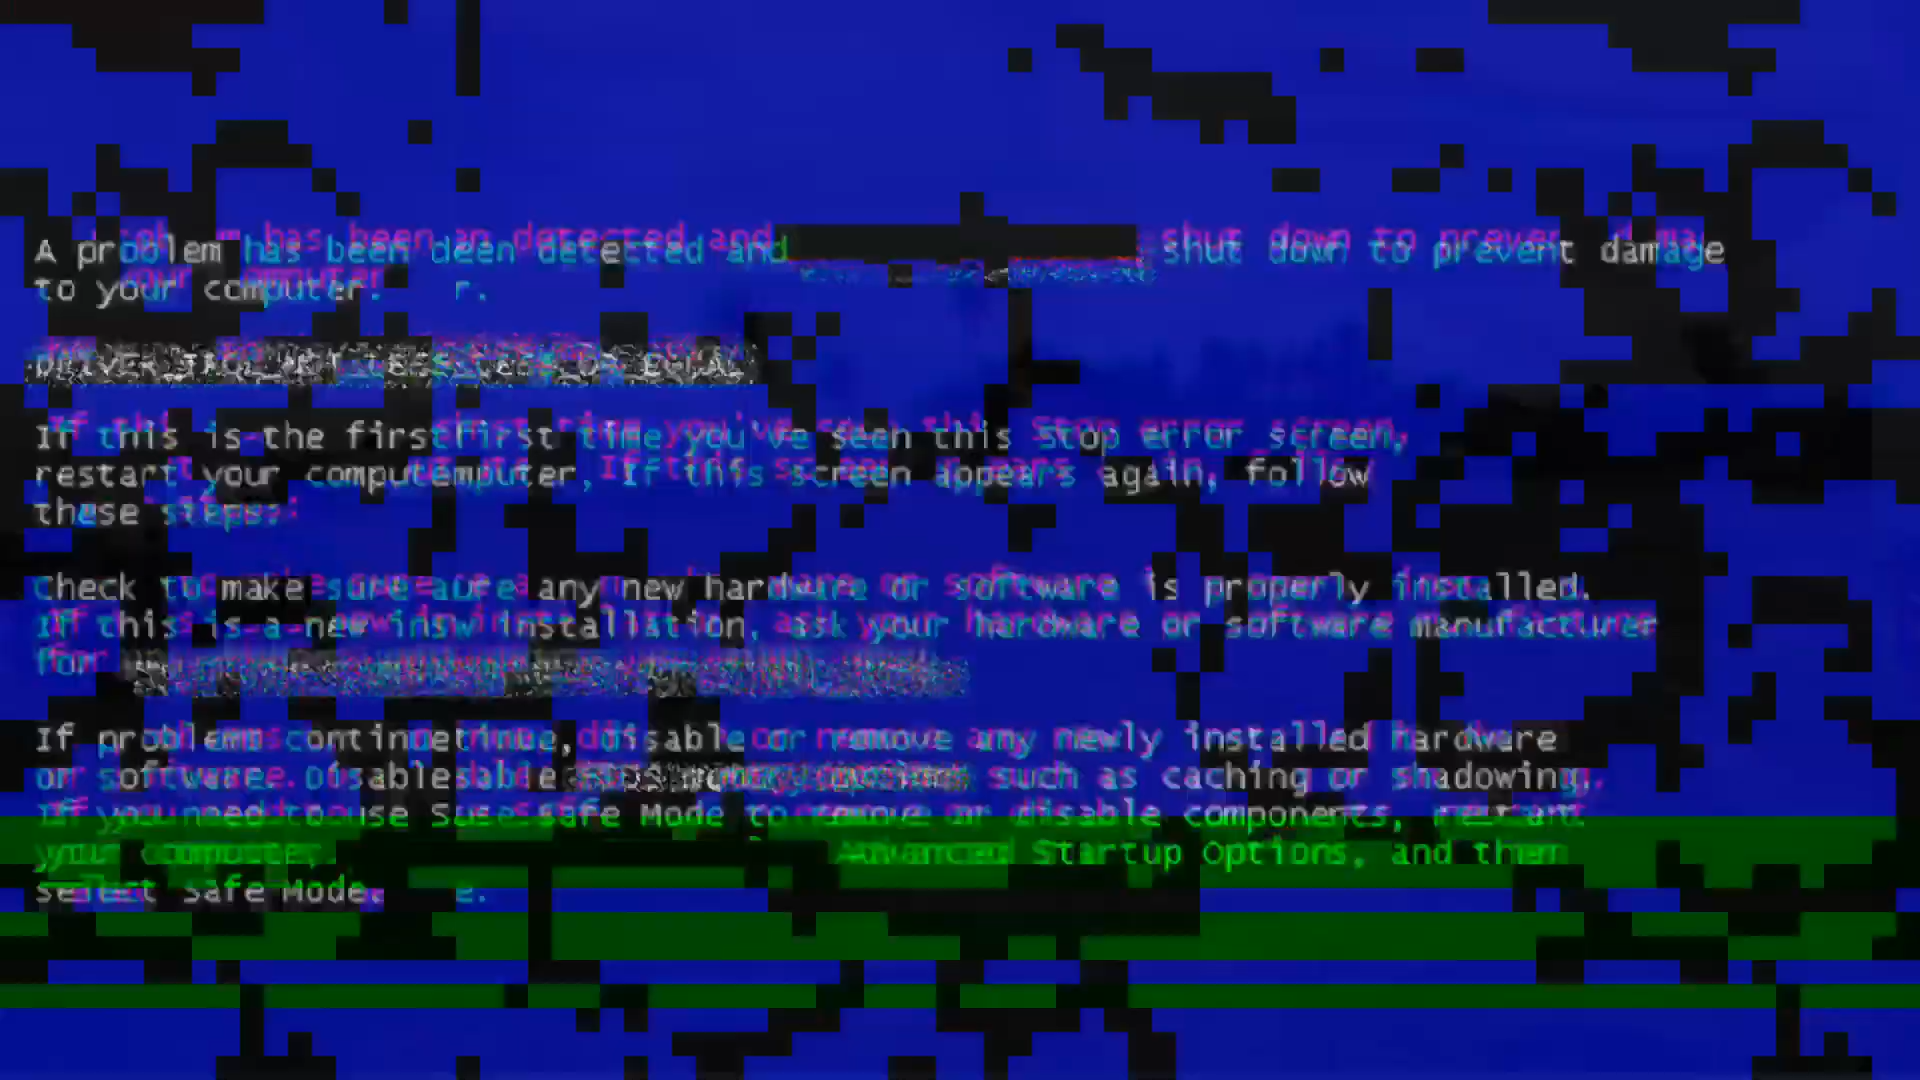 A problem has been deen detected and shut down to prevent damage
to your computer. r.
If this is the firstfirst time you've seen this Stop error screen,
restart your computemputer, If this screen appears again, follow
these steps:
Check to make sure aure any new hardware or software is properly installed.
If this is a new insw installation, ask your hardware or software manufacturer
for
If problems continuetinue, disable or remove any newly installed hardware
or software. Disablesable such as caching or shadowing.
If you need to use Suse Safe Mode to remove or disable components, restart
your computer, Advanced Startup Options, and then
select Safe Mode. e.